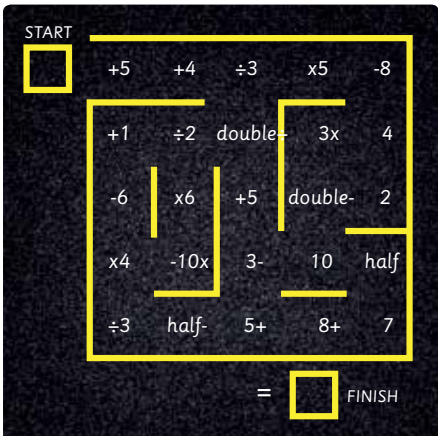 START
+5 +4 ÷3 x5 -8
+1 ÷2 double+ 3x 4
-6 x6 +5 double- 2
x4 -10x 3- 10 half
÷3 half- 5+ 8+ 7
= FINISH